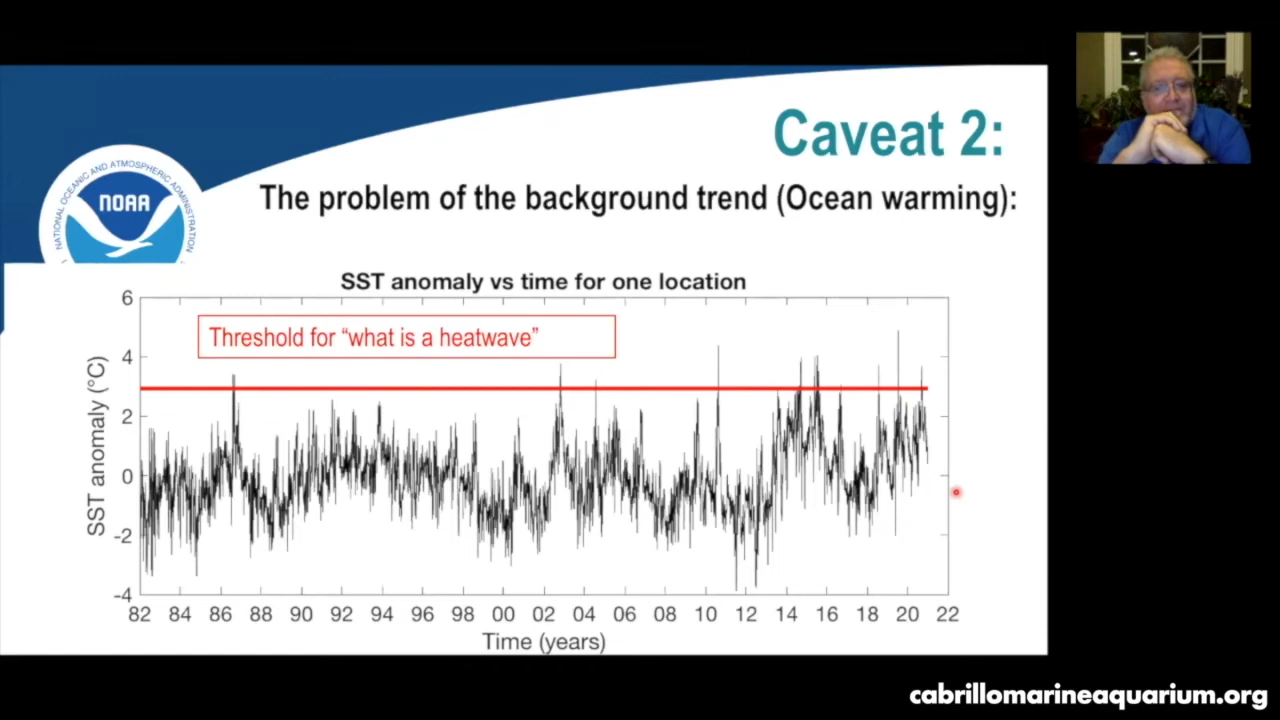 Caveat 2:
The problem of the background trend (Ocean warming):
NATIONAL OCEANIC AND ATMOSPHERIC ADMINISTRATION
NOAA
SST anomaly vs time for one location
Threshold for “what is a heatwave”
SST anomaly (°C)
6
4
2
0
-2
-4
82 84 86 88 90 92 94 96 98 00 02 04 06 08 10 12 14 16 18 20 22
Time (years)
cabrillomarineaquarium.org